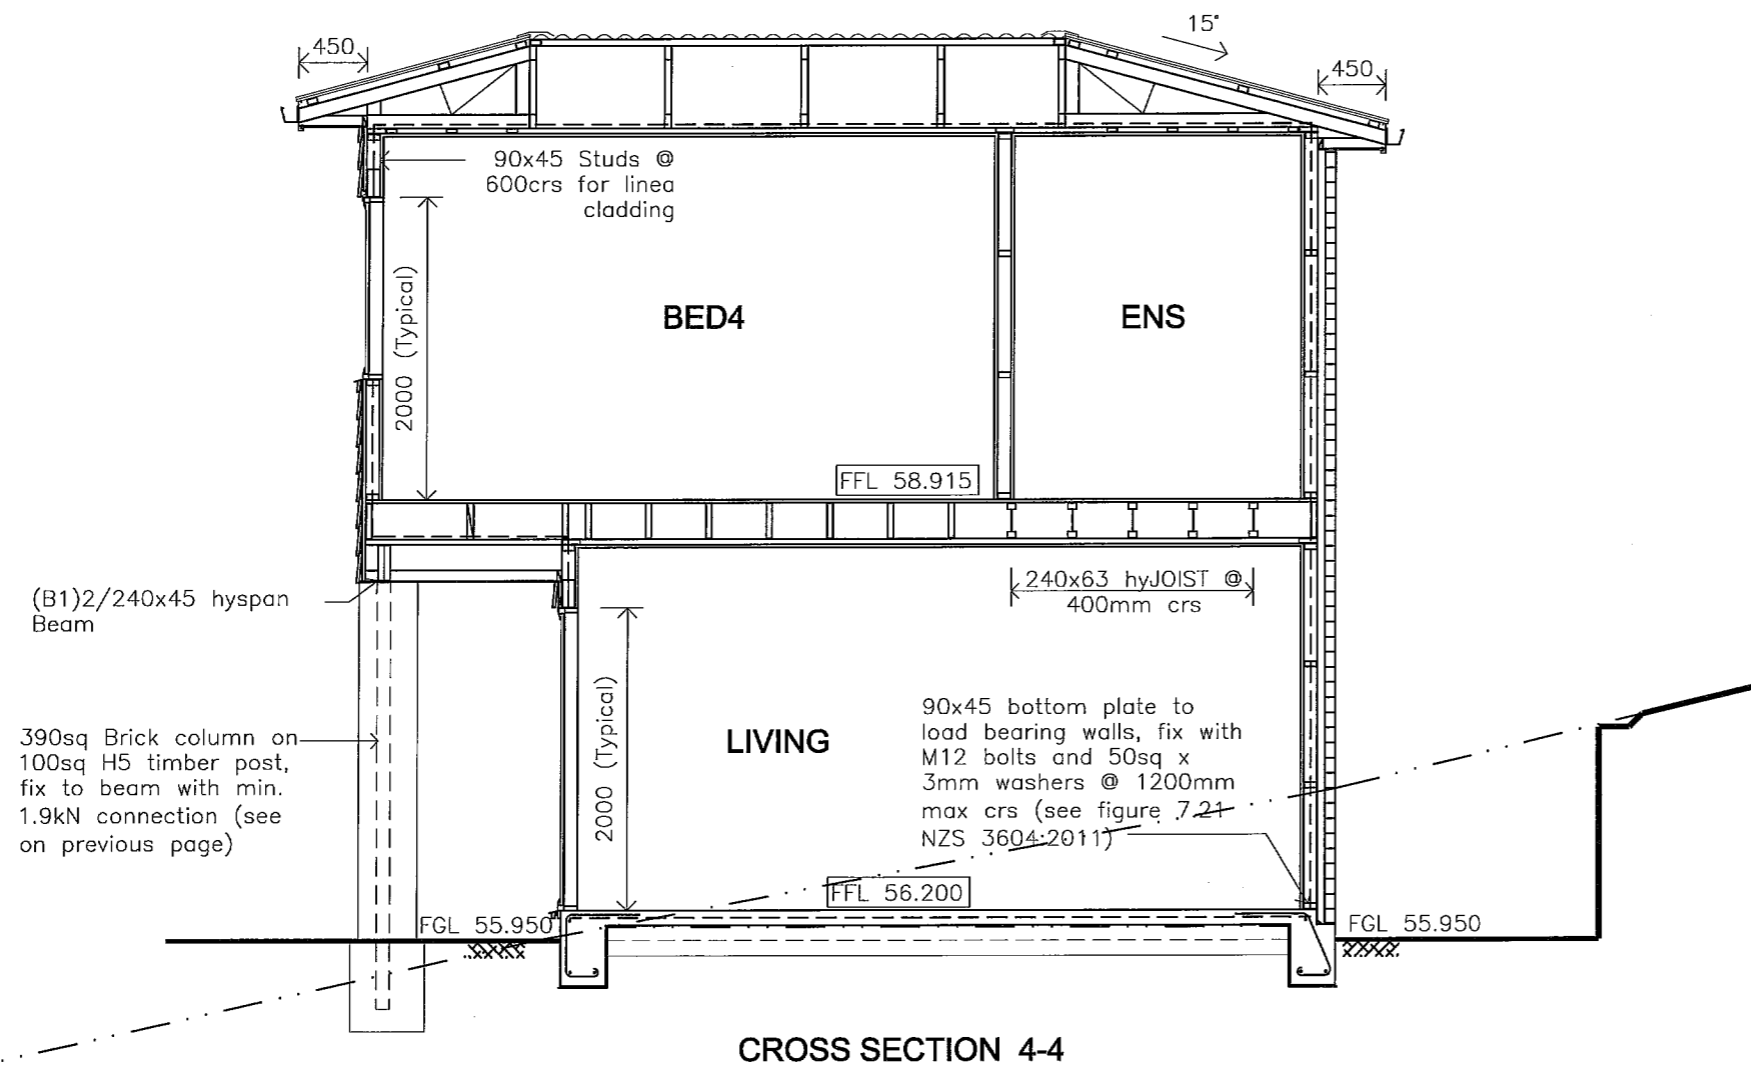 450
15°
450
90x45 Studs @
600crs for linea
cladding
2000 (Typical)
BED4
ENS
FFL 58.915
(B1)2/240x45 hyspan
Beam
240x63 hyJOIST @
400mm crs
390sq Brick column on
100sq H5 timber post,
fix to beam with min.
1.9kN connection (see
on previous page)
2000 (Typical)
LIVING
90x45 bottom plate to
load bearing walls, fix with
M12 bolts and 50sq x
3mm washers @ 1200mm
max crs (see figure 7.21
NZS 3604:2011)
FFL 56.200
FGL 55.950
FGL 55.950
CROSS SECTION 4-4